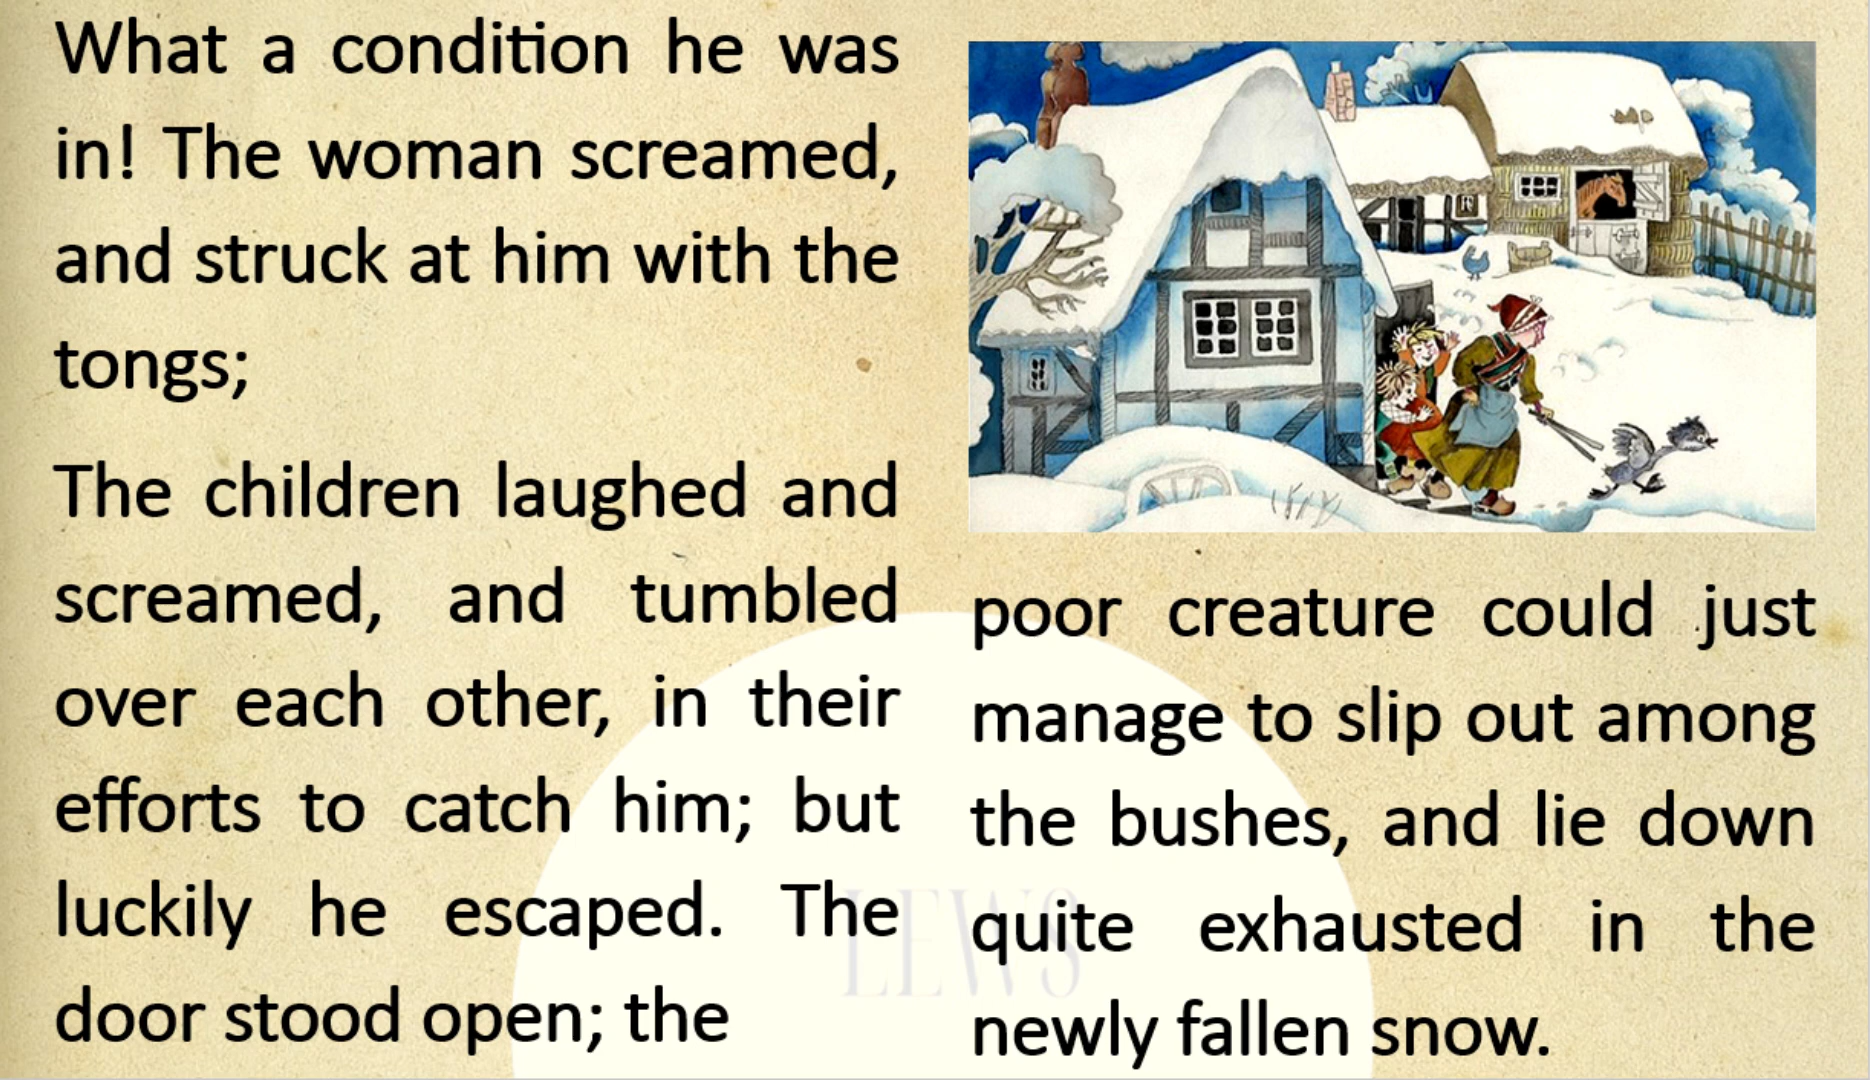 What a condition he was
in! The woman screamed,
and struck at him with the
tongs;
The children laughed and
screamed, and tumbled
over each other, in their
efforts to catch him; but
luckily he escaped. The
door stood open; the
poor creature could just
manage to slip out among
the bushes, and lie down
quite exhausted in the
newly fallen snow.
LEWS